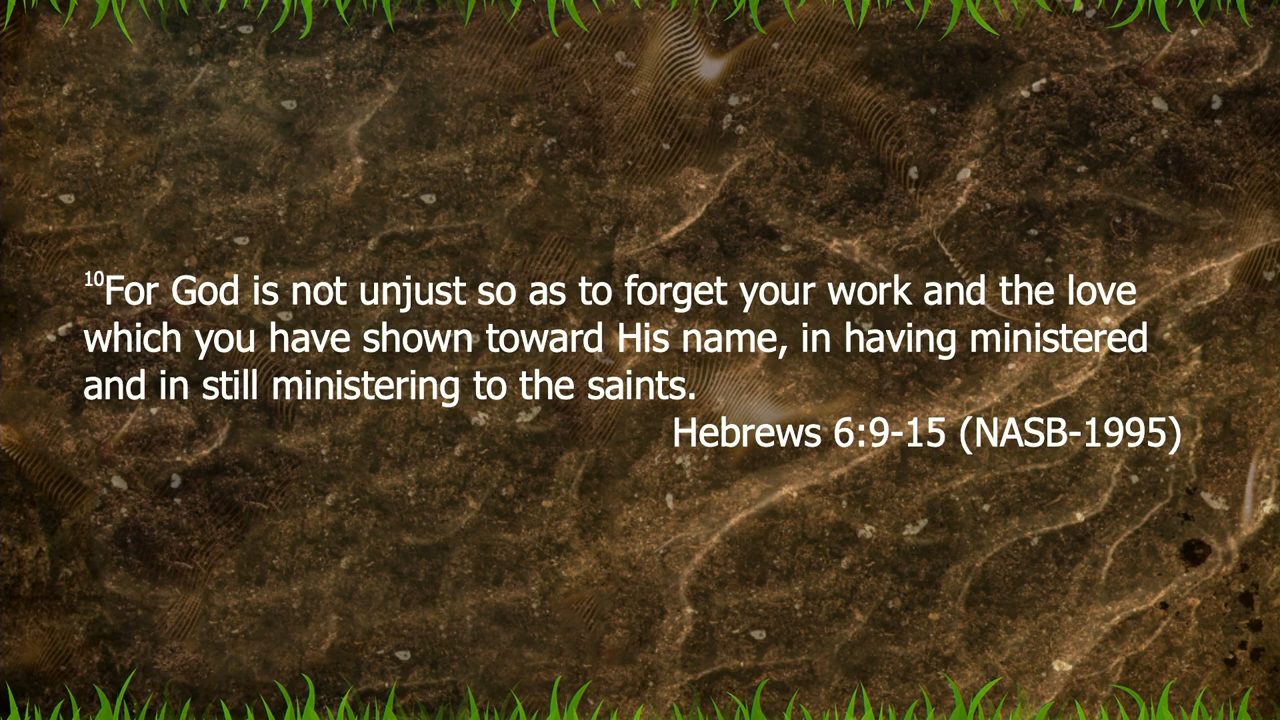 10For God is not unjust so as to forget your work and the love
which you have shown toward His name, in having ministered
and in still ministering to the saints.
Hebrews 6:9-15 (NASB-1995)